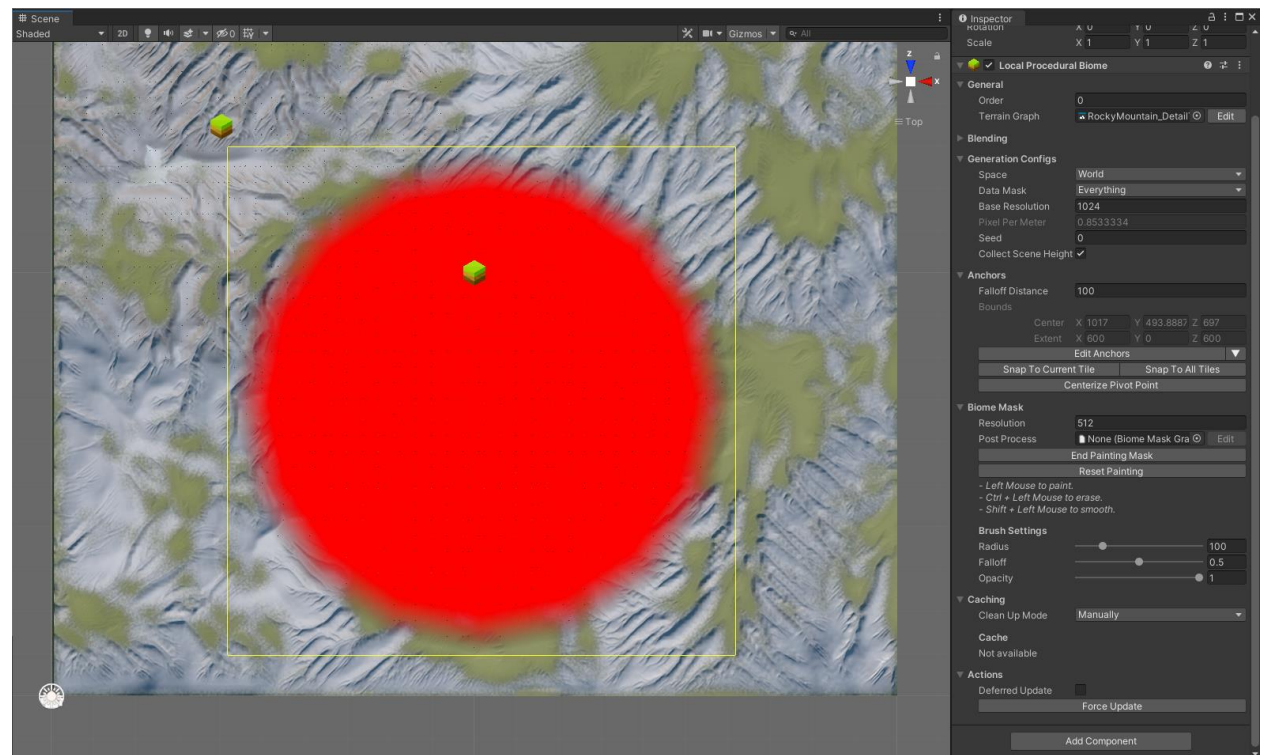 Scene
Shaded
2D
Gizmos
All
z
x
Top
Inspector
Rotation X 0 Y 0 Z 0
Scale X 1 Y 1 Z 1
Local Procedural Biome
General
Order 0
Terrain Graph RockyMountain_Detail Edit
Blending
Generation Configs
Space World
Data Mask Everything
Base Resolution 1024
Pixel Per Meter 0.8533334
Seed 0
Collect Scene Height
Anchors
Falloff Distance 100
Bounds
Center X 1017 Y 493.8887 Z 697
Extent X 600 Y 0 Z 600
Edit Anchors
Snap To Current Tile Snap To All Tiles
Centerize Pivot Point
Biome Mask
Resolution 512
Post Process None (Biome Mask Gra Edit
End Painting Mask
Reset Painting
- Left Mouse to paint.
- Ctrl + Left Mouse to erase.
- Shift + Left Mouse to smooth.
Brush Settings
Radius 100
Falloff 0.5
Opacity 1
Caching
Clean Up Mode Manually
Cache
Not available
Actions
Deferred Update
Force Update
Add Component